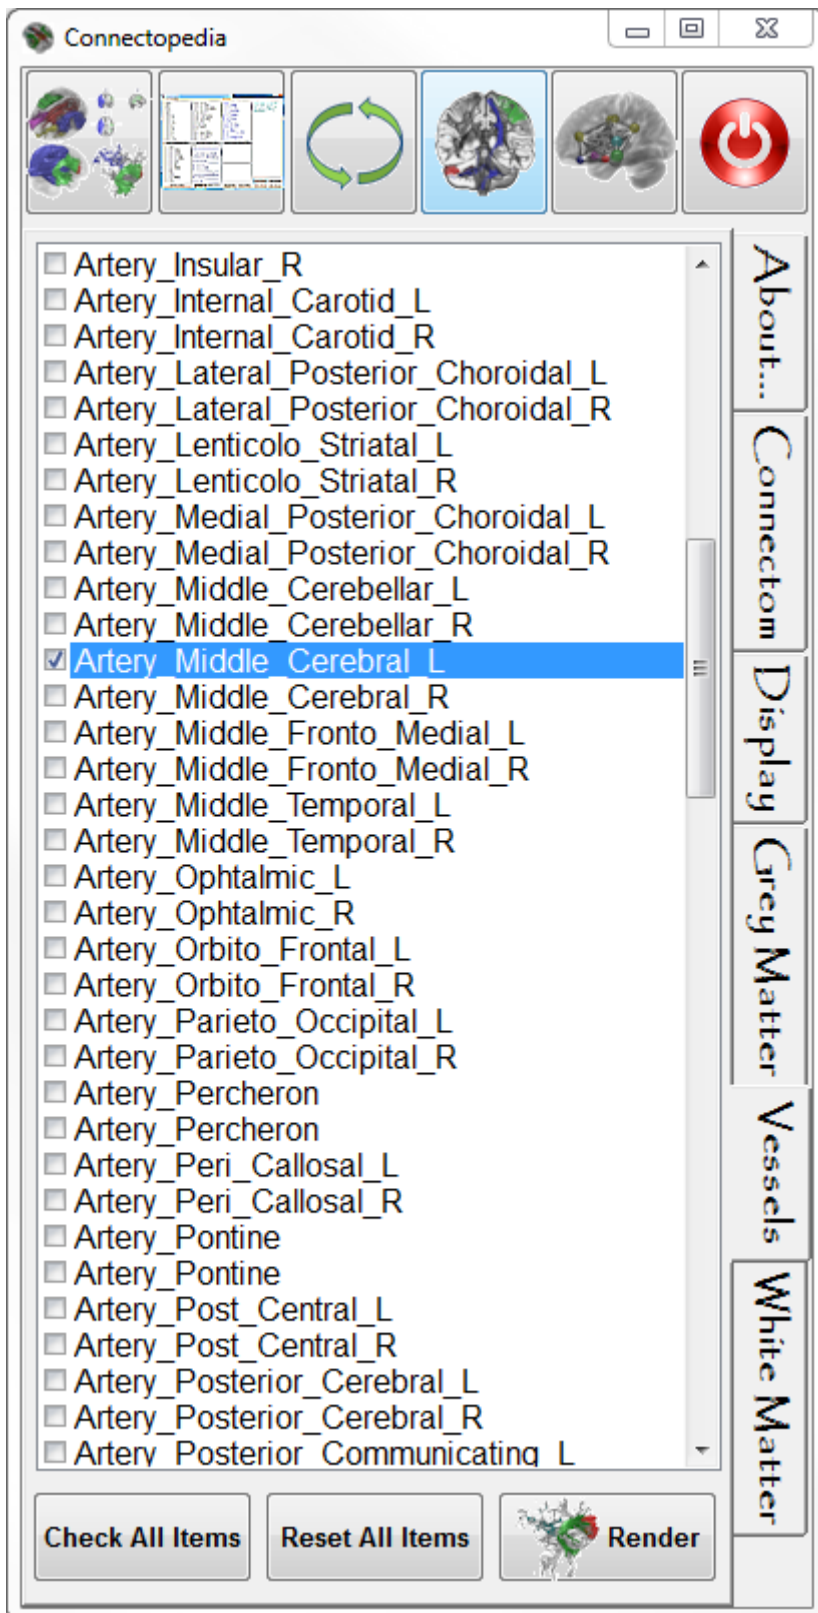 Connectopedia
Artery_Insular_R
Artery_Internal_Carotid_L
Artery_Internal_Carotid_R
Artery_Lateral_Posterior_Choroidal_L
Artery_Lateral_Posterior_Choroidal_R
Artery_Lenticolo_Striatal_L
Artery_Lenticolo_Striatal_R
Artery_Medial_Posterior_Choroidal_L
Artery_Medial_Posterior_Choroidal_R
Artery_Middle_Cerebellar_L
Artery_Middle_Cerebellar_R
Artery_Middle_Cerebral_L
Artery_Middle_Cerebral_R
Artery_Middle_Fronto_Medial_L
Artery_Middle_Fronto_Medial_R
Artery_Middle_Temporal_L
Artery_Middle_Temporal_R
Artery_Ophtalmic_L
Artery_Ophtalmic_R
Artery_Orbito_Frontal_L
Artery_Orbito_Frontal_R
Artery_Parieto_Occipital_L
Artery_Parieto_Occipital_R
Artery_Percheron
Artery_Percheron
Artery_Peri_Callosal_L
Artery_Peri_Callosal_R
Artery_Pontine
Artery_Pontine
Artery_Post_Central_L
Artery_Post_Central_R
Artery_Posterior_Cerebral_L
Artery_Posterior_Cerebral_R
Artery_Posterior_Communicating_L
About...
Connectom
Display
Grey Matter
Vessels
White Matter
Check All Items
Reset All Items
Render